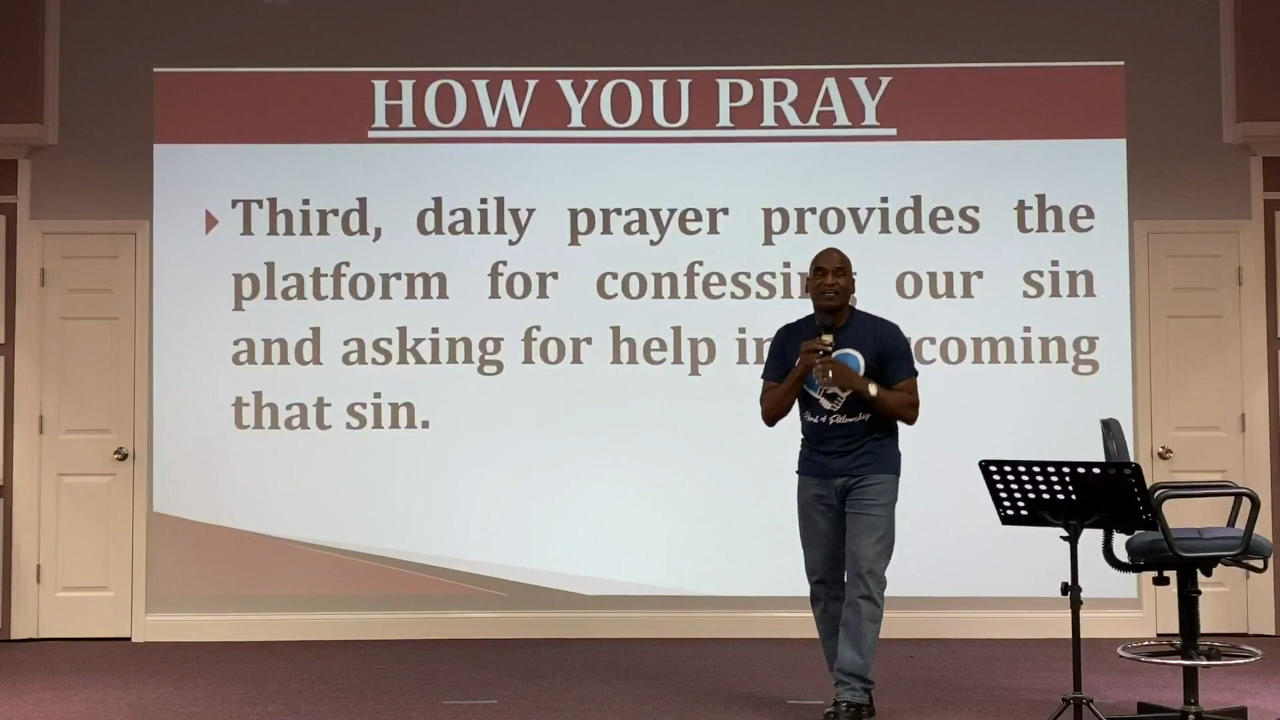 HOW YOU PRAY
Third, daily prayer provides the
platform for confessing our sin
and asking for help in
that sin.